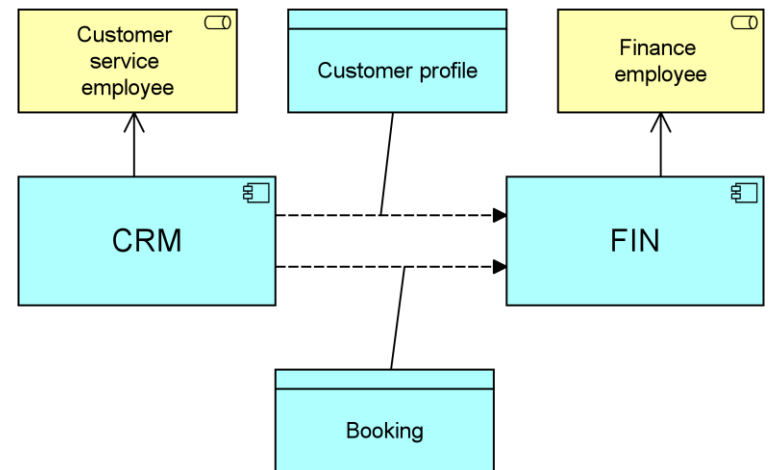 Customer
service
employee
Customer profile
Finance
employee
CRM
FIN
Booking